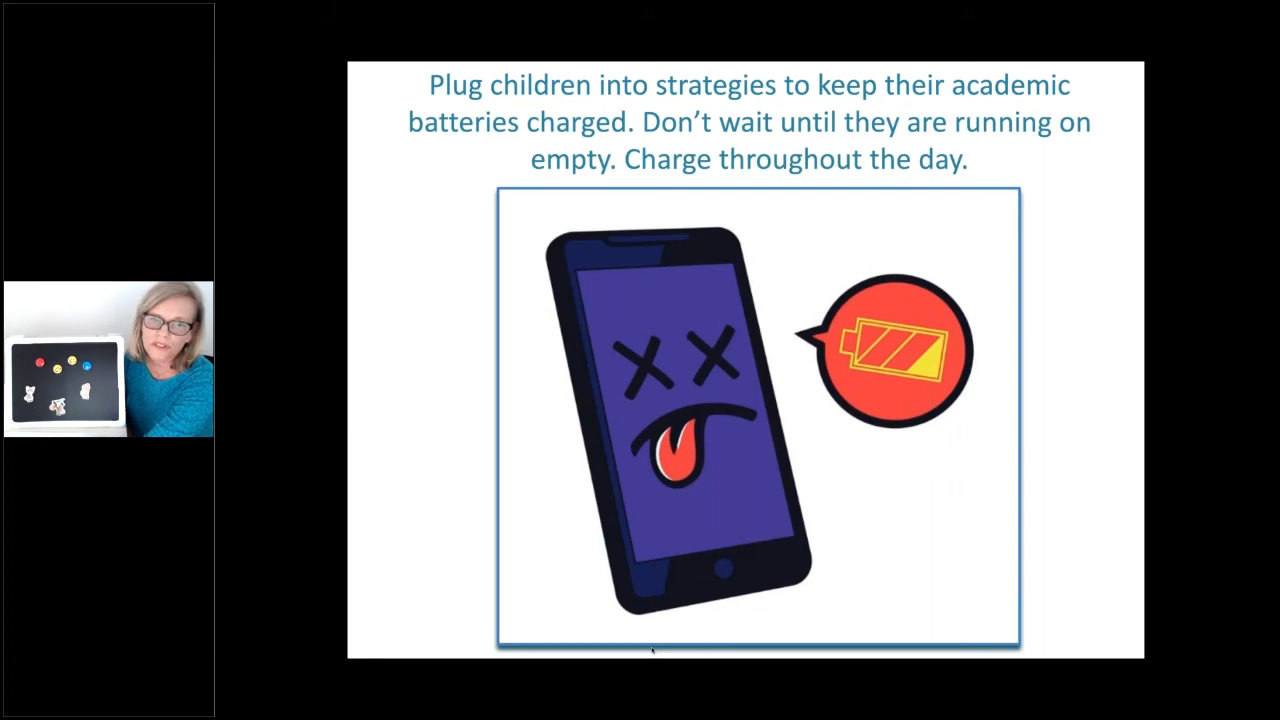 Plug children into strategies to keep their academic
batteries charged. Don’t wait until they are running on
empty. Charge throughout the day.